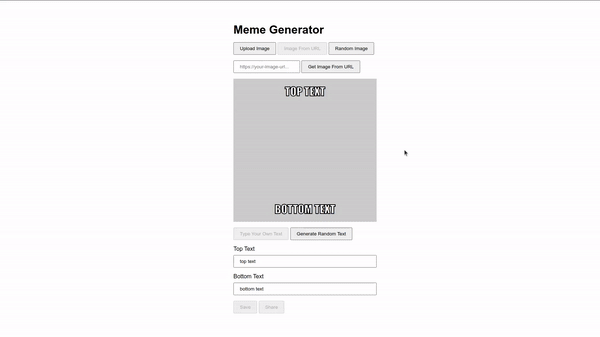 Meme Generator
Upload Image Image From URL Random Image
https://your-image-url... Get Image From URL
TOP TEXT
BOTTOM TEXT
Type Your Own Text Generate Random Text
Top Text
top text
Bottom Text
bottom text
Save Share